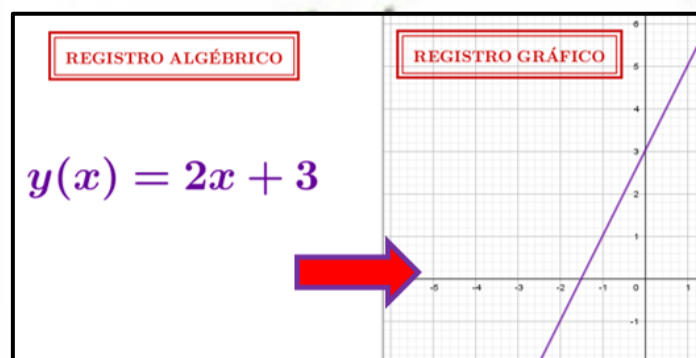 REGISTRO ALGÉBRICO
y(x) = 2x + 3
REGISTRO GRÁFICO
6
5
4
3
2
1
-5 -4 -3 -2 -1 0 1
-1